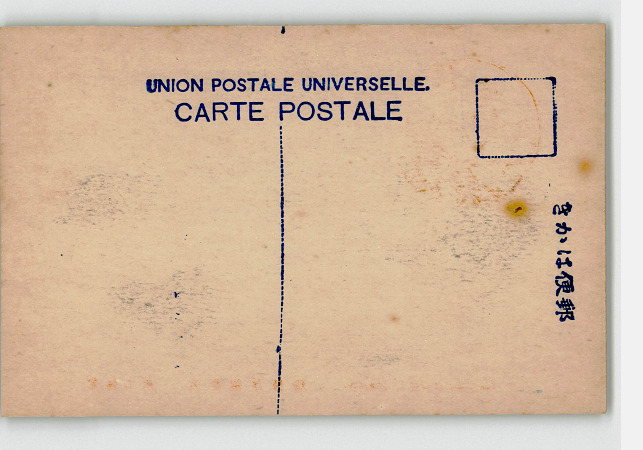 UNION POSTALE UNIVERSELLE.
CARTE POSTALE
きかは便郵